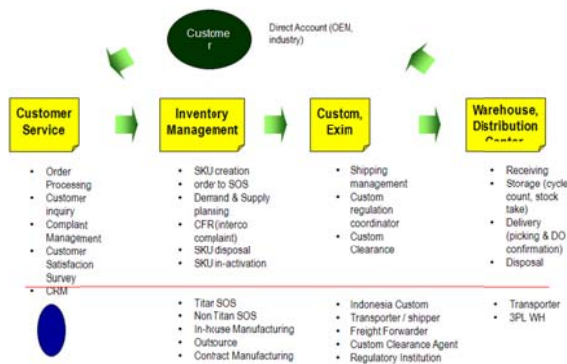 Custome
r
Direct Account (OEM,
industry)
Customer
Service
Inventory
Management
Custom,
Exim
Warehouse,
Distribution
Center
• Order
Processing
• Customer
inquiry
• Complaint
Management
• Customer
Satisfaction
Survey
• CRM
• SKU creation
• order to SOS
• Demand & Supply
planning
• CFR (interco
complaint)
• SKU disposal
• SKU in-activation
• Shipping
management
• Custom
regulation
coordinator
• Custom
Clearance
• Receiving
• Storage (cycle
count, stock
take)
• Delivery
(picking & DO
confirmation)
• Disposal
• Titan SOS
• Non Titan SOS
• In-house Manufacturing
• Outsource
• Contract Manufacturing
• Indonesia Custom
• Transporter / shipper
• Freight Forwarder
• Custom Clearance Agent
• Regulatory Institution
• Transporter
• 3PL WH